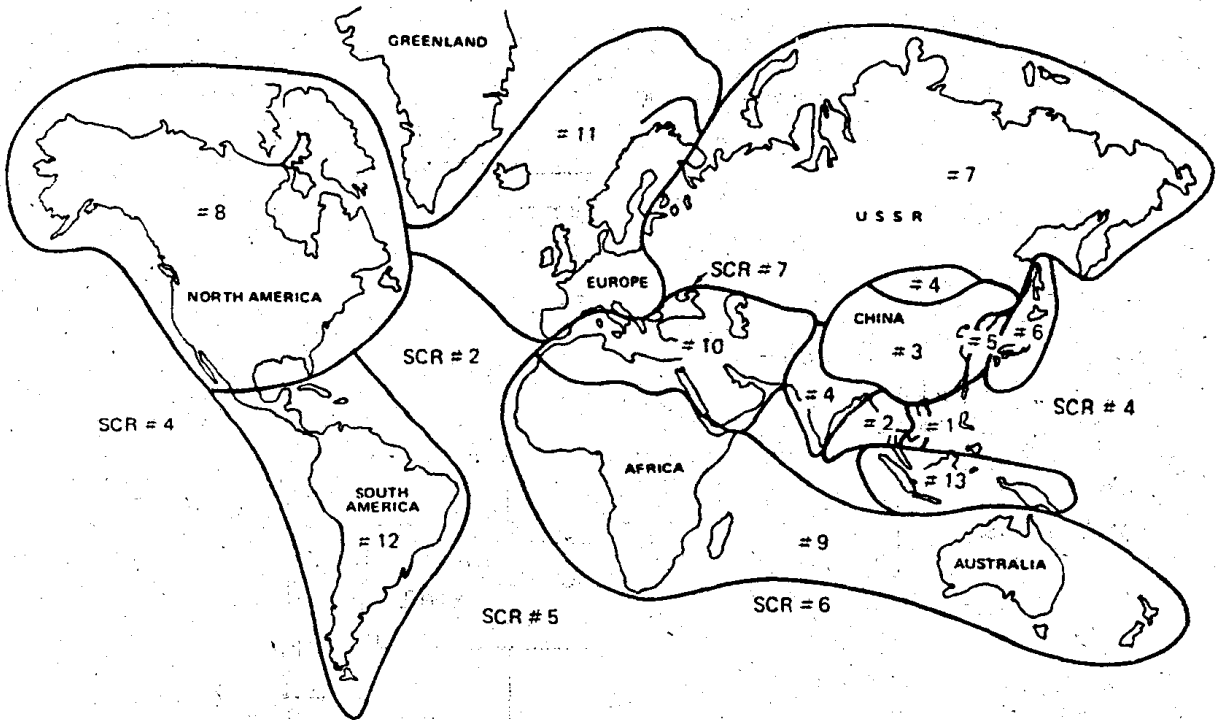 GREENLAND
= 11
= 7
= 8
U S S R
SCR # 7
EUROPE
= 4
NORTH AMERICA
CHINA
= 6
= 5
= 10
= 3
SCR # 2
= 4
SCR # 4
SCR # 4
= 2
= 1
AFRICA
= 13
SOUTH
AMERICA
= 12
= 9
AUSTRALIA
SCR # 5
SCR = 6